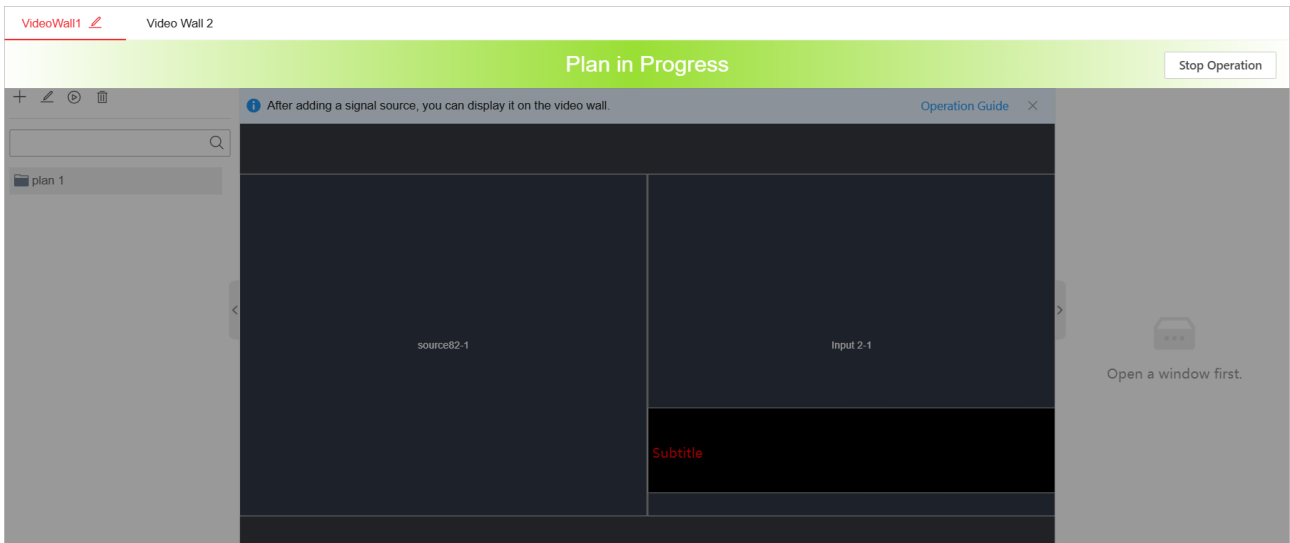 VideoWall1
Video Wall 2
Plan in Progress
Stop Operation
After adding a signal source, you can display it on the video wall.
Operation Guide
plan 1
source82-1
Input 2-1
Open a window first.
Subtitle